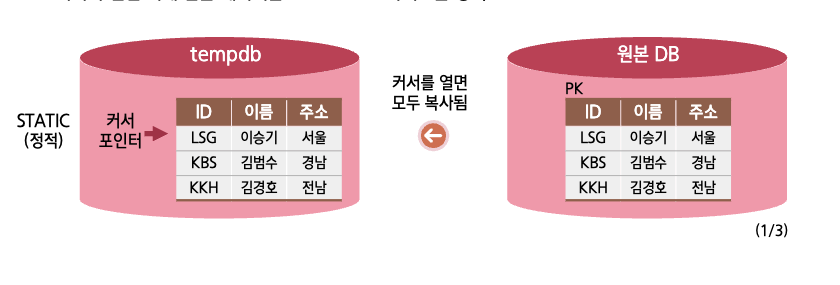 tempdb
원본 DB
커서를 열면
모두 복사됨
PK
STATIC
(정적)
커서
포인터
ID 이름 주소
LSG 이승기 서울
KBS 김범수 경남
KKH 김경호 전남
ID 이름 주소
LSG 이승기 서울
KBS 김범수 경남
KKH 김경호 전남
(1/3)